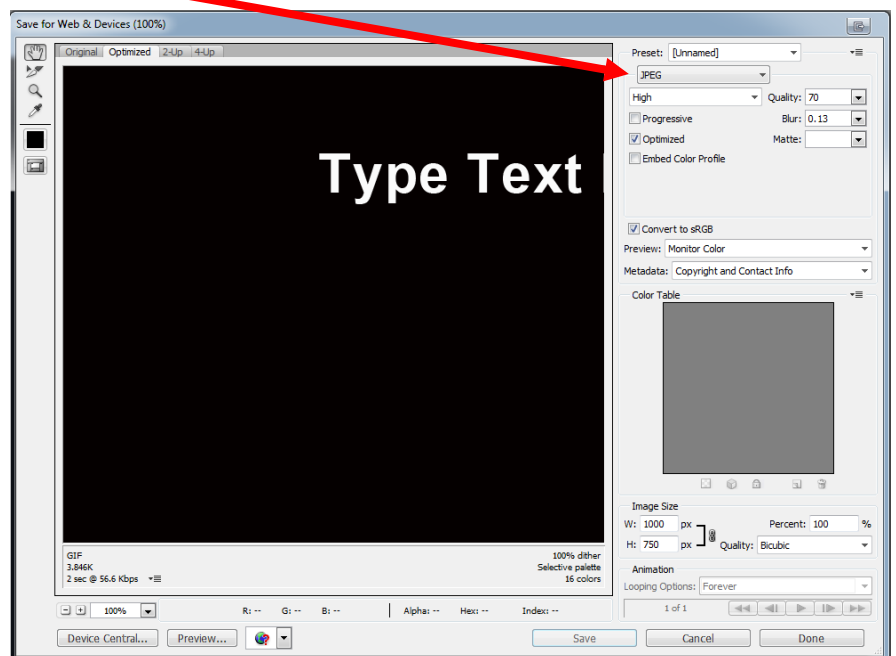 Save for Web & Devices (100%)
Original Optimized 2-Up 4-Up
Type Text
Preset: [Unnamed]
JPEG
High Quality: 70
Progressive Blur: 0.13
Optimized Matte:
Embed Color Profile
Convert to sRGB
Preview: Monitor Color
Metadata: Copyright and Contact Info
Color Table
Image Size
W: 1000 px Percent: 100 %
H: 750 px Quality: Bicubic
Animation
Looping Options: Forever
1 of 1
GIF 100% dither
3.846K Selective palette
2 sec @ 56.6 Kbps 16 colors
100% R: -- G: -- B: -- Alpha: -- Hex: -- Index: --
Device Central... Preview... Save Cancel Done